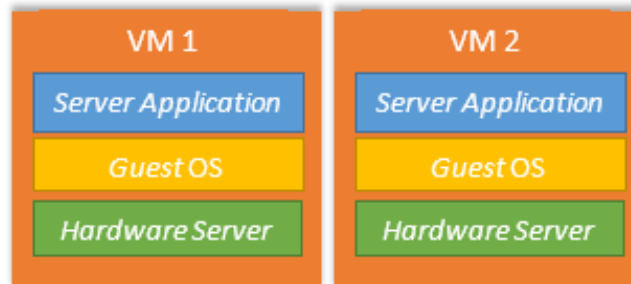 VM 1
Server Application
Guest OS
Hardware Server
VM 2
Server Application
Guest OS
Hardware Server